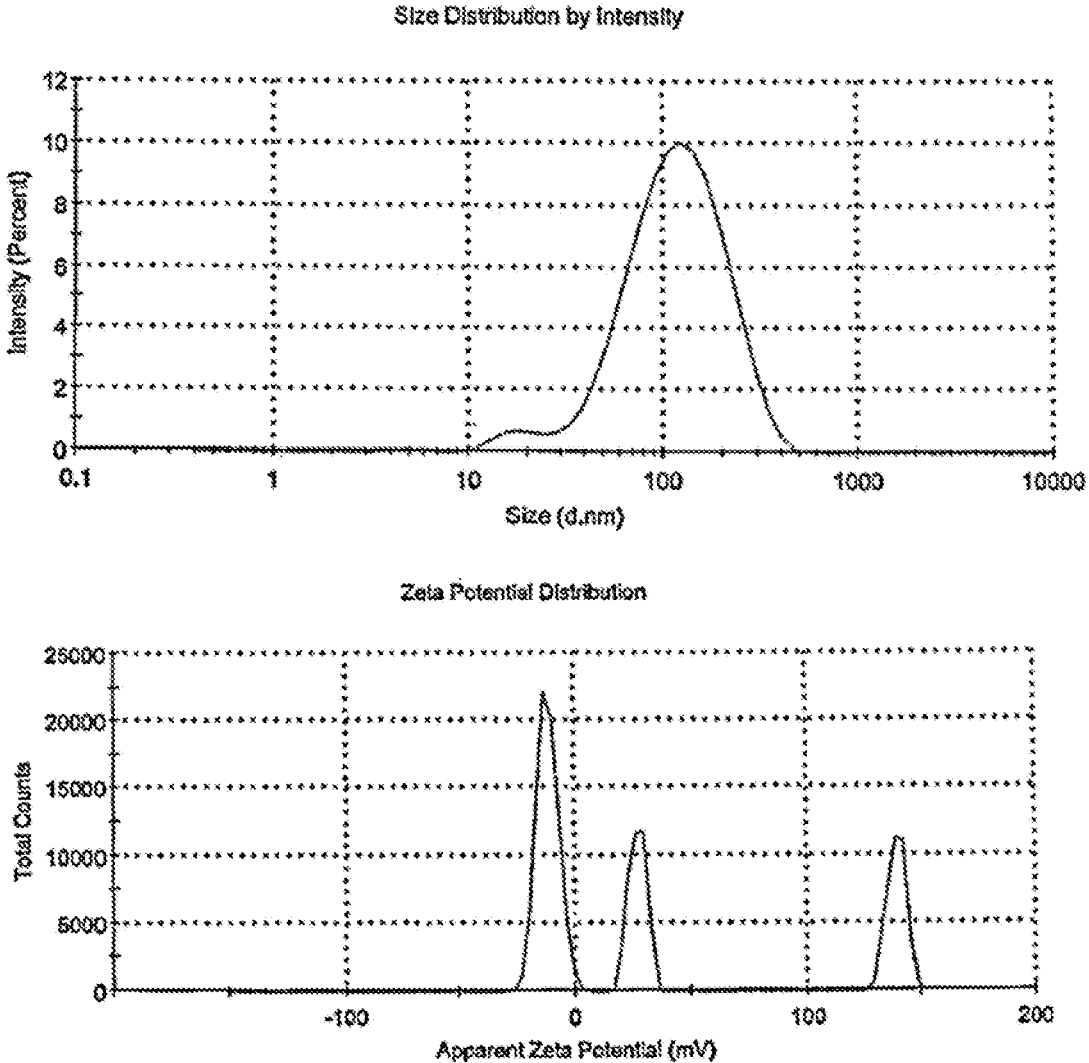 Size Distribution by Intensity
12
10
8
6
4
2
0
Intensity (Percent)
0.1 1 10 100 1000 10000
Size (d.nm)
Zeta Potential Distribution
25000
20000
15000
10000
5000
0
Total Counts
-100 0 100 200
Apparent Zeta Potential (mV)